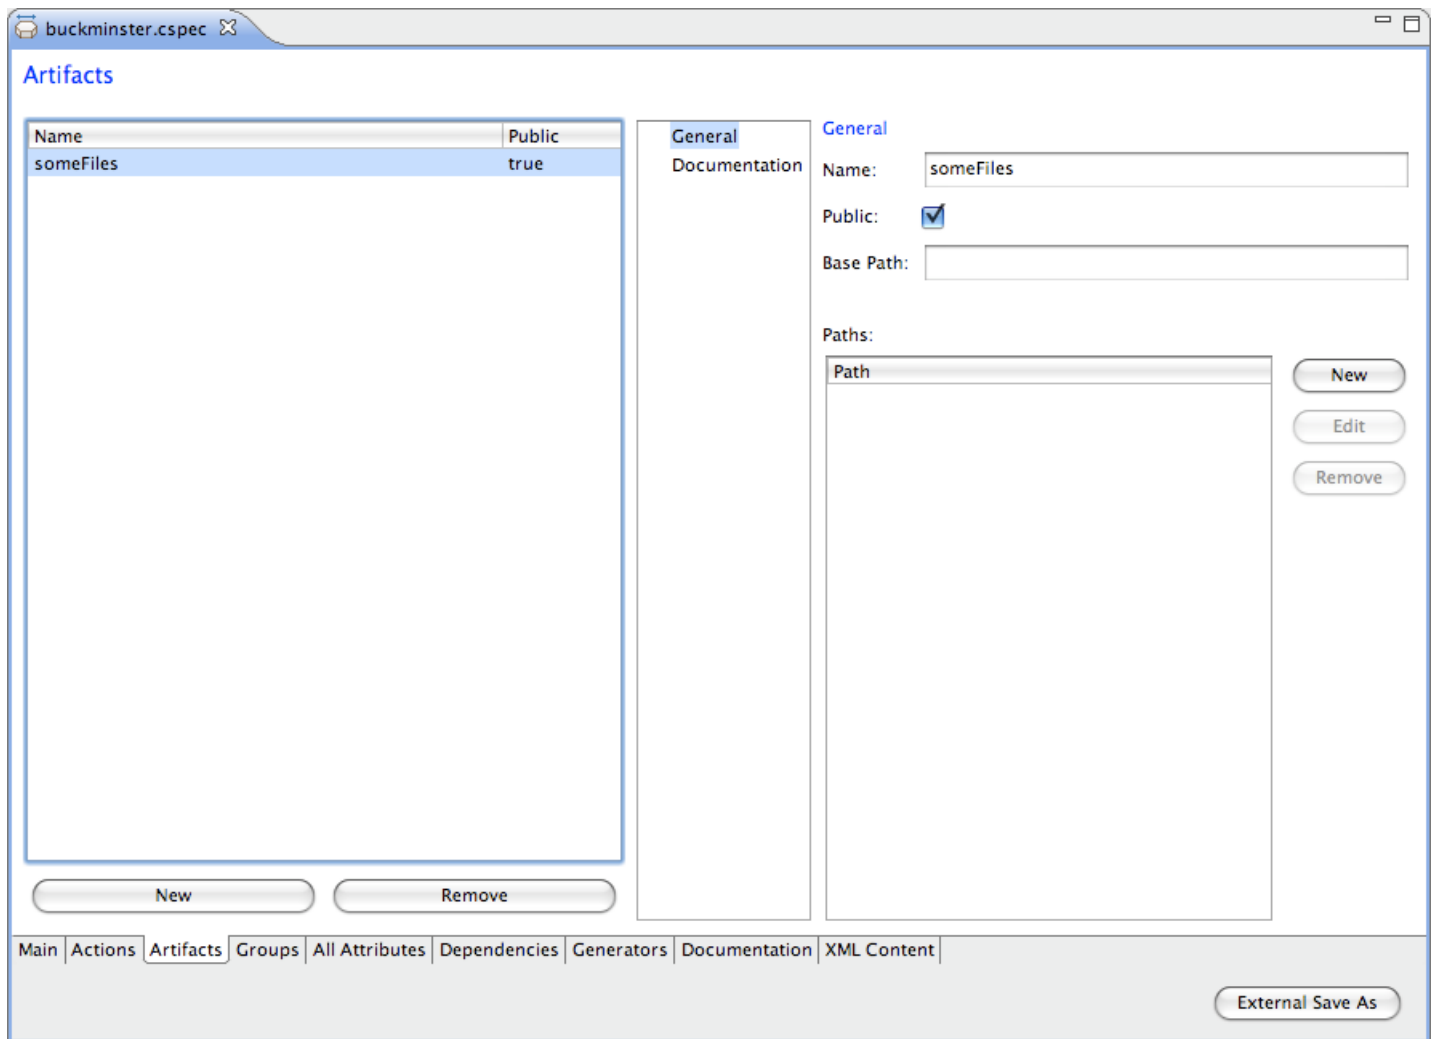 buckminster.cspec
Artifacts
Name Public
someFiles true
General
Documentation
General
Name: someFiles
Public:
Base Path:
Paths:
Path
New
Edit
Remove
New Remove
Main Actions Artifacts Groups All Attributes Dependencies Generators Documentation XML Content
External Save As